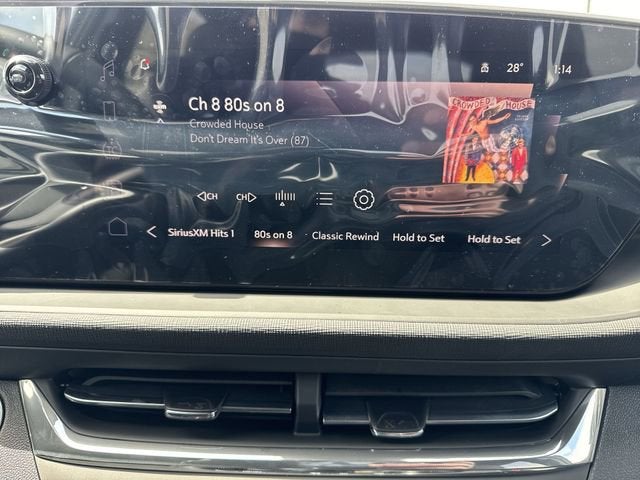 28° 1:14
Ch 8 80s on 8
Crowded House -
Don't Dream It's Over (87)
CROWDED HOUSE
◁CH CH▷
< SiriusXM Hits 1 80s on 8 Classic Rewind Hold to Set Hold to Set >